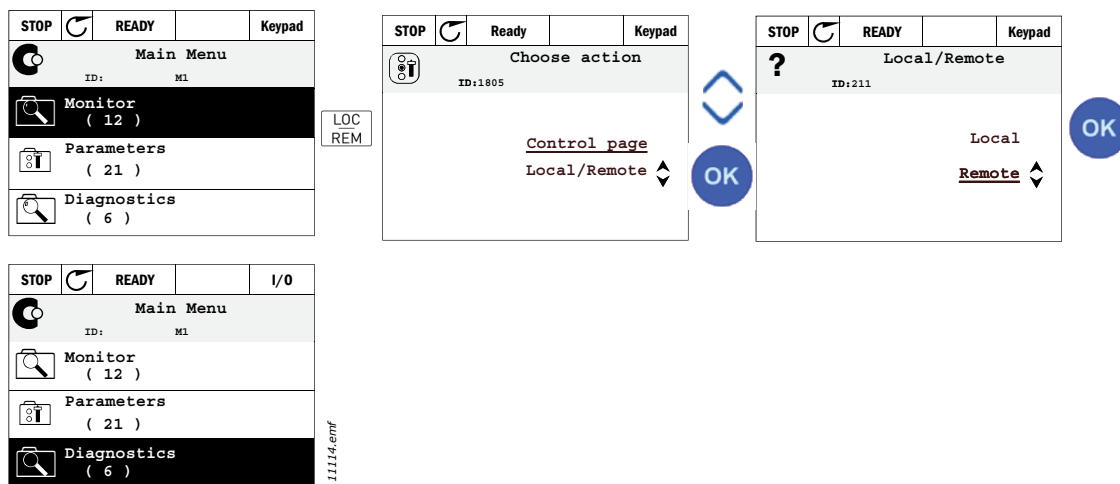 STOP READY Keypad
Main Menu
ID: M1
Monitor
( 12 )
Parameters
( 21 )
Diagnostics
( 6 )
LOC
REM
STOP Ready Keypad
Choose action
ID:1805
Control page
Local/Remote
OK
STOP READY Keypad
?
Local/Remote
ID:211
Local
Remote
OK
STOP READY I/O
Main Menu
ID: M1
Monitor
( 12 )
Parameters
( 21 )
Diagnostics
( 6 )
11114.emf